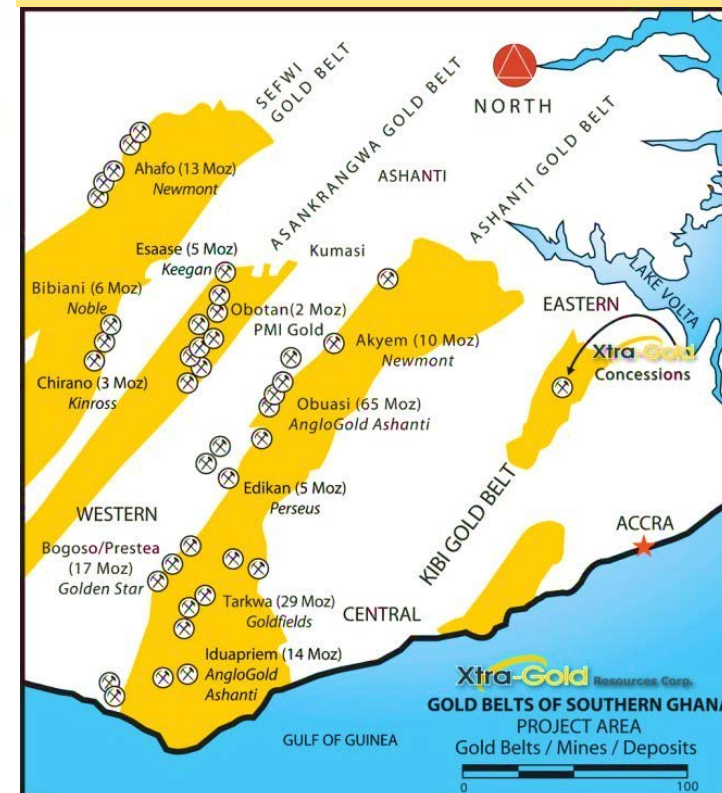 SEFWI
GOLD BELT
ASANKRANGWA GOLD BELT
NORTH
ASHANTI GOLD BELT
ASHANTI
Ahafo (13 Moz)
Newmont
Esaase (5 Moz)
Keegan
Kumasi
LAKE VOLTA
Bibiani (6 Moz)
Noble
Obotan(2 Moz)
PMI Gold
EASTERN
Akyem (10 Moz)
Newmont
Xtra-Gold
Concessions
Chirano (3 Moz)
Kinross
Obuasi (65 Moz)
AngloGold Ashanti
Edikan (5 Moz)
Perseus
KIBI GOLD BELT
WESTERN
ACCRA
Bogoso/Prestea
(17 Moz)
Golden Star
Tarkwa (29 Moz)
Goldfields
CENTRAL
Iduapriem (14 Moz)
AngloGold
Ashanti
Xtra-Gold Resources Corp.
GOLD BELTS OF SOUTHERN GHANA
PROJECT AREA
Gold Belts / Mines / Deposits
GULF OF GUINEA
0 100